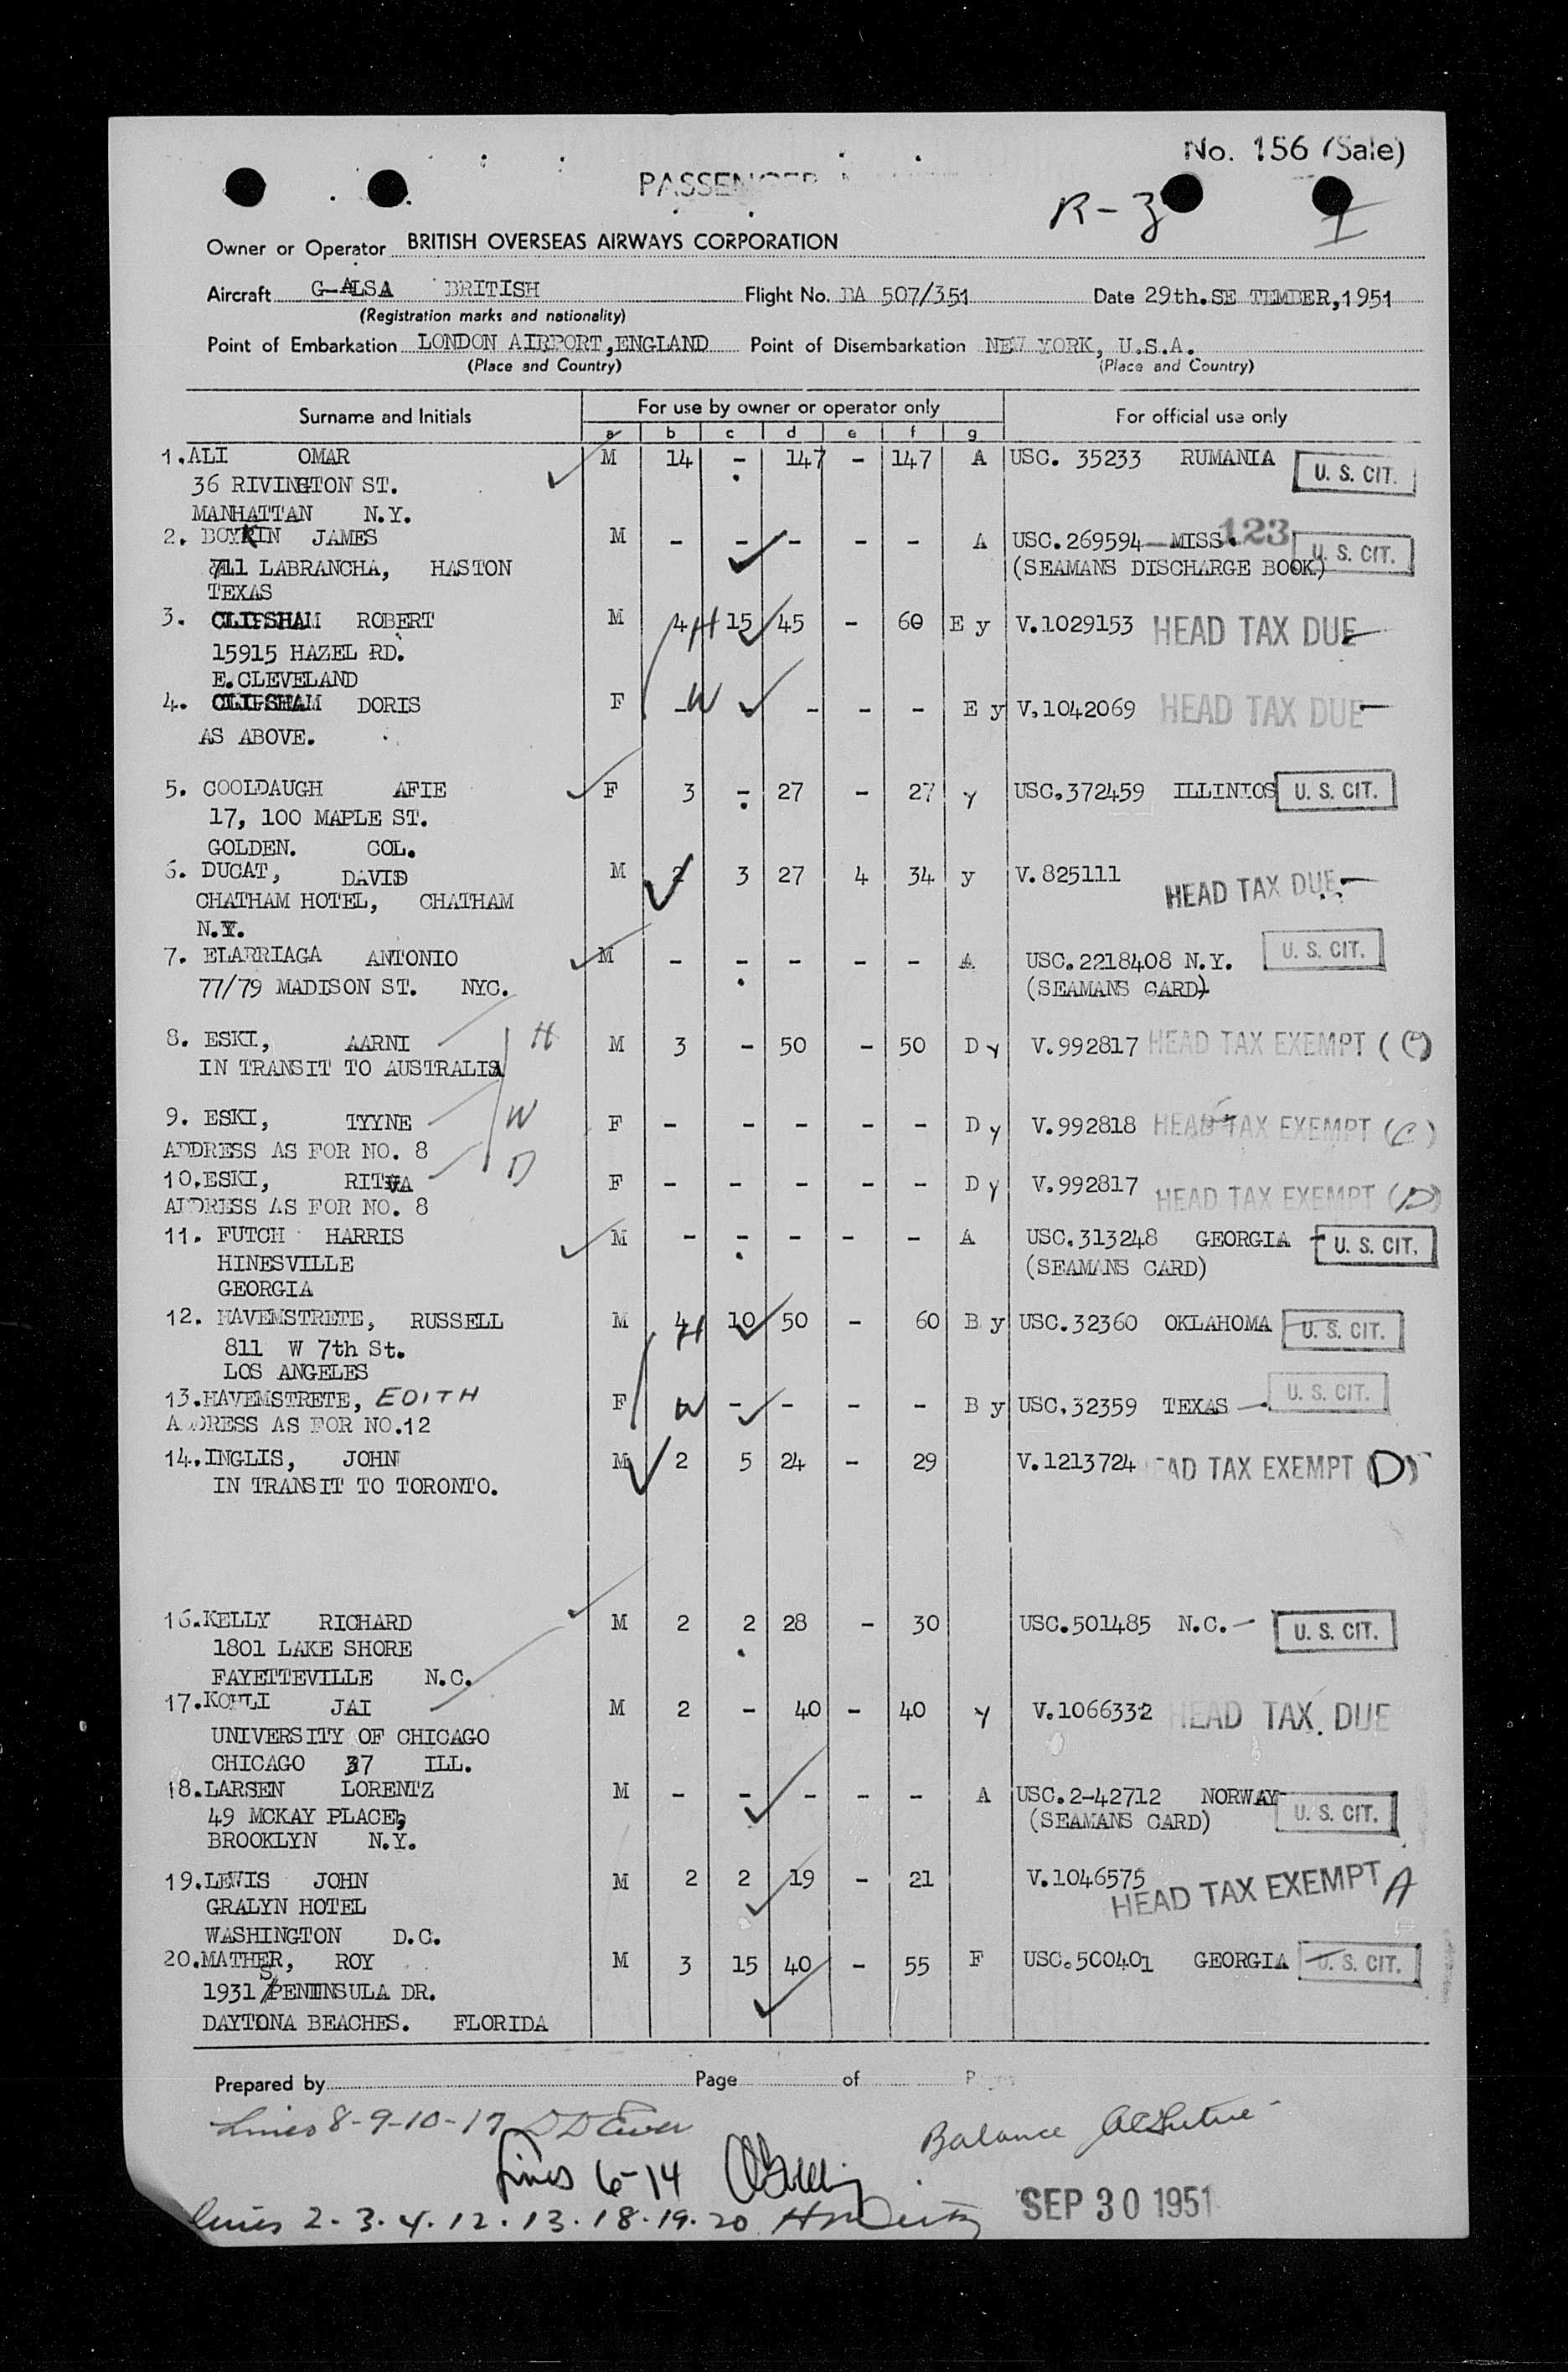 No. 156 (Sale)
R-3
I
Owner or Operator BRITISH OVERSEAS AIRWAYS CORPORATION
Aircraft G-ALSA BRITISH Flight No. BA 507/351 Date 29th.SE TEMBER,1951
(Registration marks and nationality)
Point of Embarkation LONDON AIRPORT,ENGLAND Point of Disembarkation NEW YORK, U.S.A.
(Place and Country) (Place and Country)
Surname and Initials For use by owner or operator only For official use only
a b c d e f g
1.ALI OMAR M 14 - 147 - 147 A USC. 35233 RUMANIA U. S. CIT.
36 RIVINGTON ST.
MANHATTAN N.Y.
2. BOYKIN JAMES M - - - - - A USC.269594 MISS. 123 U. S. CIT.
711 LABRANCHA, HASTON (SEAMANS DISCHARGE BOOK)
TEXAS
3. CLIFSHAM ROBERT M 4 H 15 45 - 60 E y V.1029153 HEAD TAX DUE
15915 HAZEL RD.
E.CLEVELAND
4. CLIFSHAM DORIS F - W - - - E y V.1042069 HEAD TAX DUE
AS ABOVE.
5. COOLDAUGH AFIE F 3 - 27 - 27 y USC.372459 ILLINIOS U. S. CIT.
17, 100 MAPLE ST.
GOLDEN. COL.
6. DUCAT, DAVID M 2 3 27 4 34 y V.825111 HEAD TAX DUE
CHATHAM HOTEL, CHATHAM
N.Y.
7. ELARRIAGA ANTONIO M - - - - - A USC.2218408 N.Y. U. S. CIT.
77/79 MADISON ST. NYC. (SEAMANS CARD)
8. ESKI, AARNI H M 3 - 50 - 50 D y V.992817 HEAD TAX EXEMPT (C)
IN TRANSIT TO AUSTRALIA
9. ESKI, TYYNE W F - - - - - D y V.992818 HEAD TAX EXEMPT (C)
ADDRESS AS FOR NO. 8
10.ESKI, RITVA D F - - - - - D y V.992817 HEAD TAX EXEMPT (D)
ADDRESS AS FOR NO. 8
11. FUTCH HARRIS M - - - - - A USC.313248 GEORGIA U. S. CIT.
HINESVILLE (SEAMANS CARD)
GEORGIA
12. HAVEMSTRETE, RUSSELL M 4 H 10 50 - 60 B y USC.32360 OKLAHOMA U. S. CIT.
811 W 7th St.
LOS ANGELES
13.HAVEMSTRETE, EDITH F W - - - - B y USC.32359 TEXAS U. S. CIT.
ADDRESS AS FOR NO.12
14.INGLIS, JOHN M 2 5 24 - 29 V.1213724 EAD TAX EXEMPT (D)
IN TRANSIT TO TORONTO.
16.KELLY RICHARD M 2 2 28 - 30 USC.501485 N.C. U. S. CIT.
1801 LAKE SHORE
FAYETTEVILLE N.C.
17.KOHLI JAI M 2 - 40 - 40 y V.1066332 HEAD TAX DUE
UNIVERSITY OF CHICAGO
CHICAGO 37 ILL.
18.LARSEN LORENTZ M - - - - - A USC.2-42712 NORWAY U. S. CIT.
49 MCKAY PLACE, (SEAMANS CARD)
BROOKLYN N.Y.
19.LEWIS JOHN M 2 2 19 - 21 V.1046575 HEAD TAX EXEMPT A
GRALYN HOTEL
WASHINGTON D.C.
20.MATHER, ROY M 3 15 40 - 55 F USC.500401 GEORGIA U. S. CIT.
1931 S PENINSULA DR.
DAYTONA BEACHES. FLORIDA
Prepared by Page of
Lines 8-9-10-17
Balance
Lines 6-14
lines 2.3.4.12.13.18.19.20
SEP 30 1951